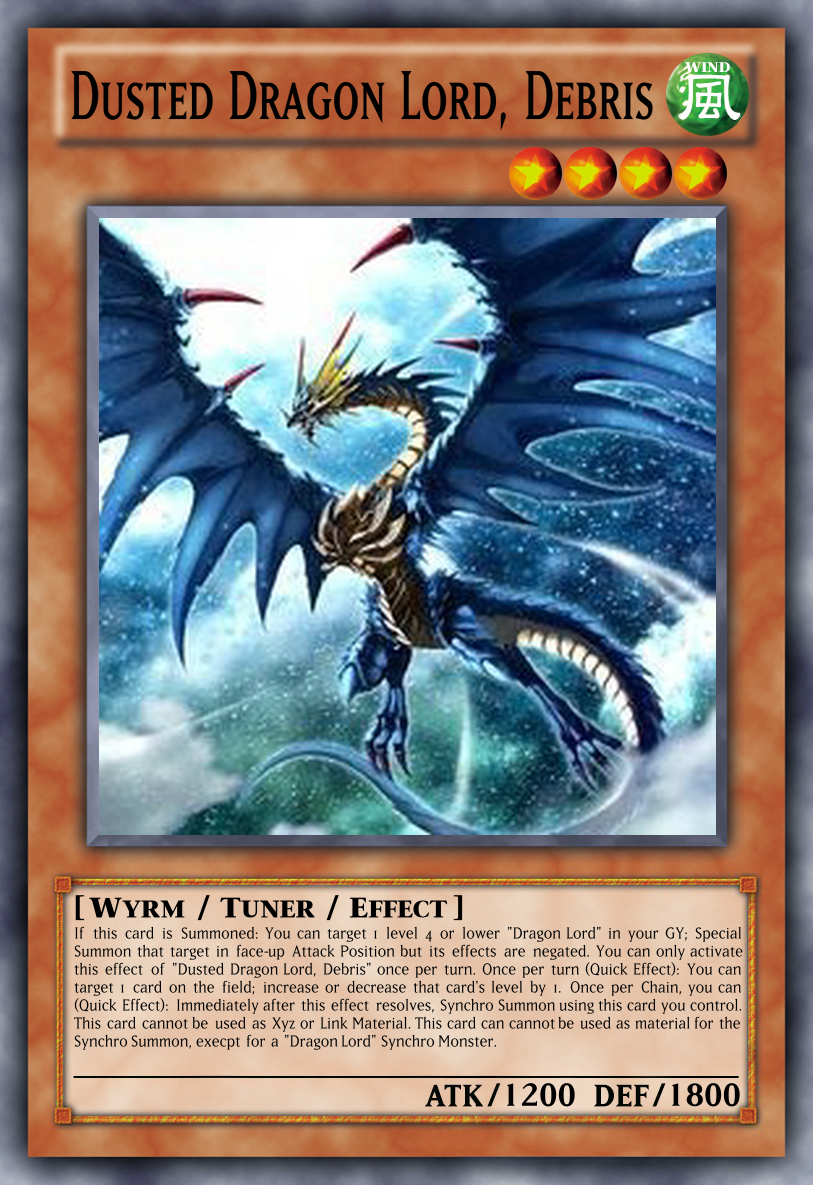 Dusted Dragon Lord, Debris
WIND
風
[ Wyrm / Tuner / Effect ]
If this card is Summoned: You can target 1 level 4 or lower "Dragon Lord" in your GY; Special
Summon that target in face-up Attack Position but its effects are negated. You can only activate
this effect of "Dusted Dragon Lord, Debris" once per turn. Once per turn (Quick Effect): You can
target 1 card on the field; increase or decrease that card's level by 1. Once per Chain, you can
(Quick Effect): Immediately after this effect resolves, Synchro Summon using this card you control.
This card cannot be used as Xyz or Link Material. This card can cannot be used as material for the
Synchro Summon, execpt for a "Dragon Lord" Synchro Monster.
ATK/1200 DEF/1800